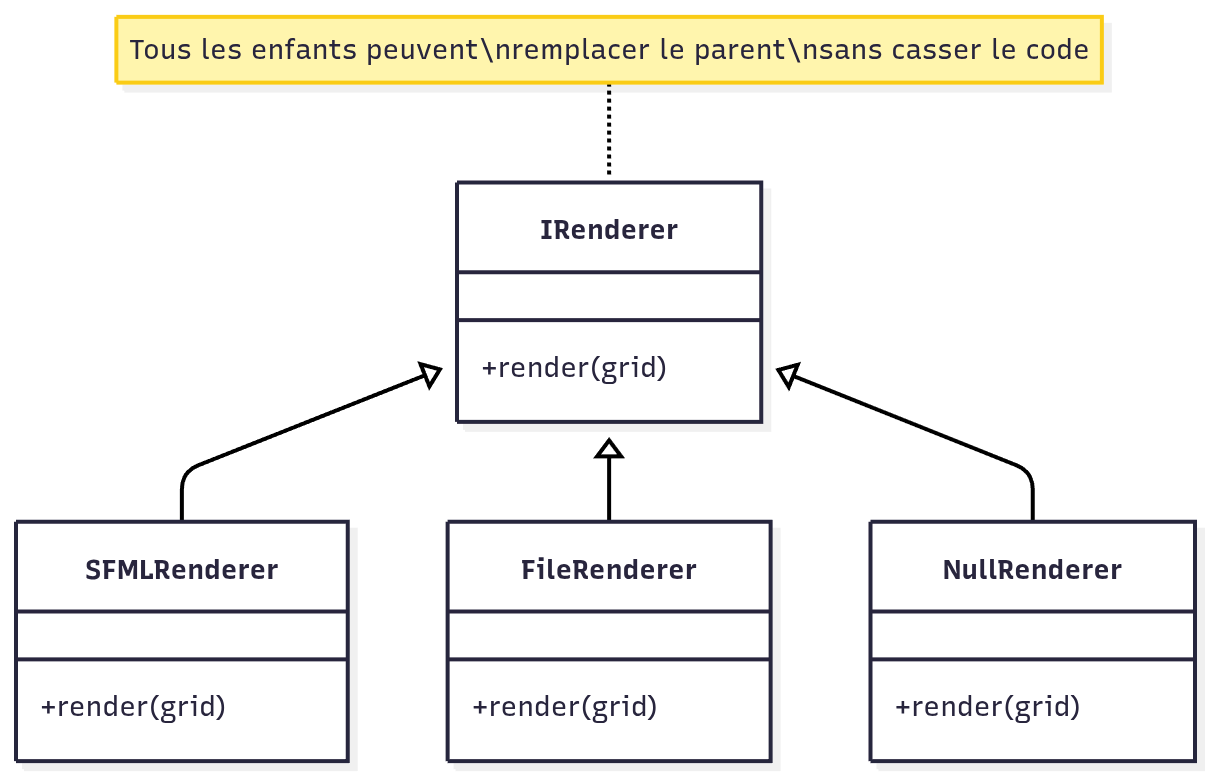 Tous les enfants peuvent\nremplacer le parent\nsans casser le code
IRenderer
+render(grid)
SFMLRenderer
FileRenderer
NullRenderer
+render(grid)
+render(grid)
+render(grid)